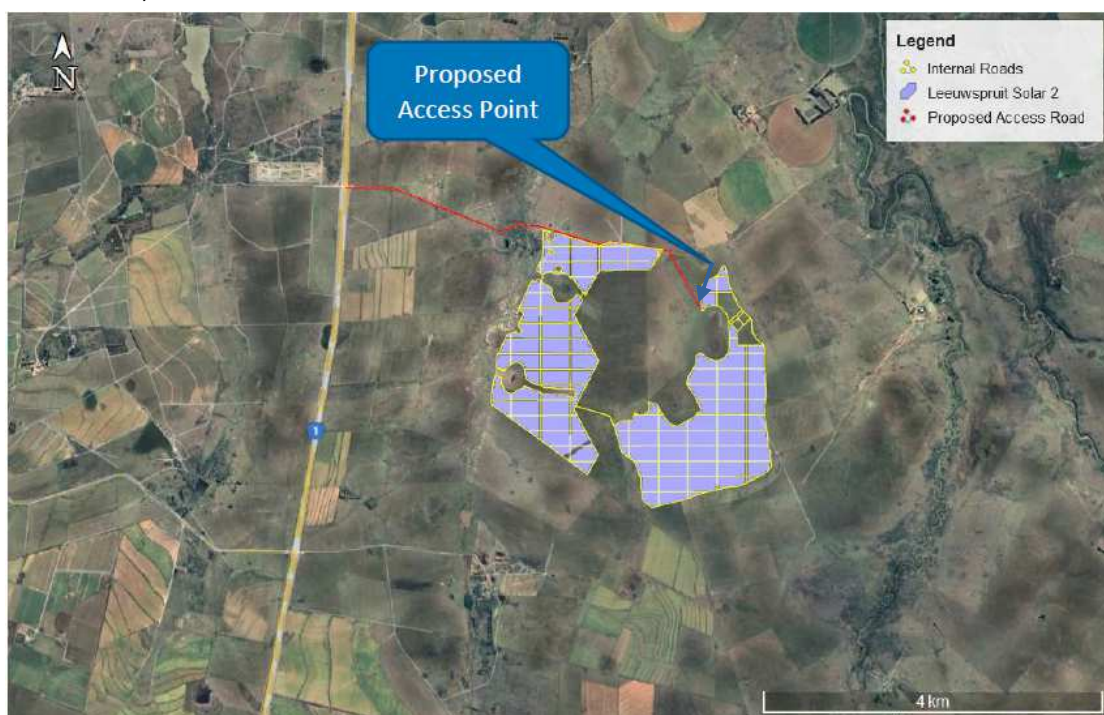 N
Proposed
Access Point
Legend
Internal Roads
Leeuwspruit Solar 2
Proposed Access Road
1
4 km